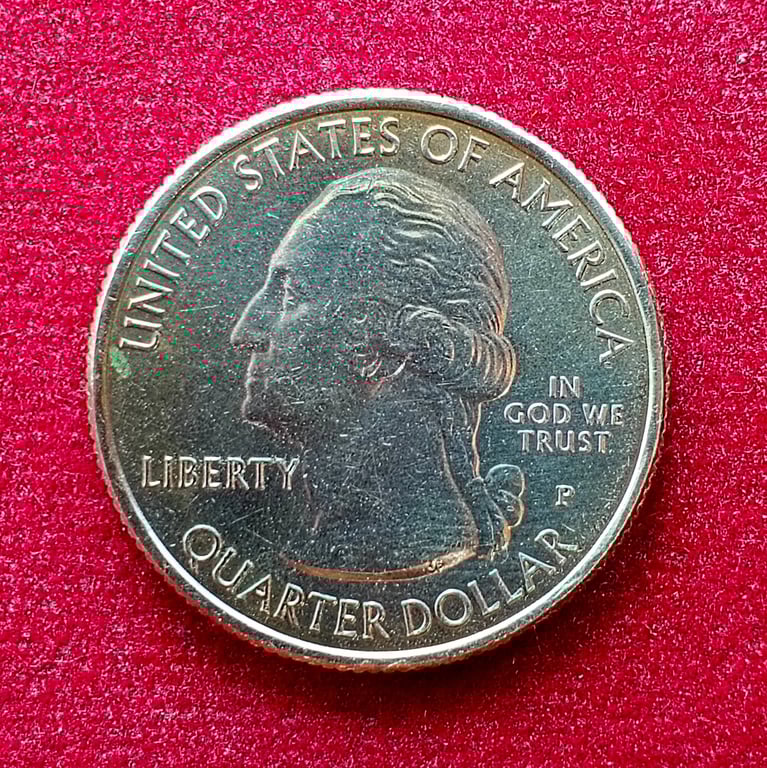 UNITED STATES OF AMERICA
LIBERTY
IN
GOD WE
TRUST
P
QUARTER DOLLAR